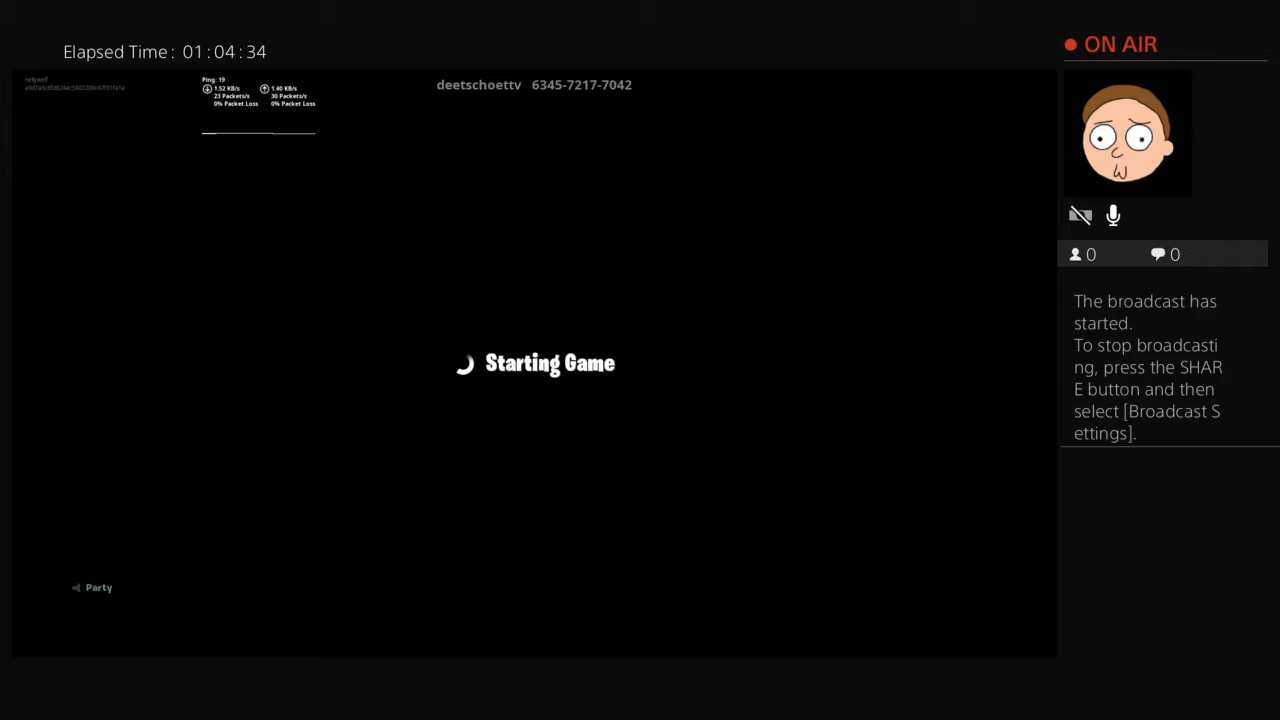 Elapsed Time: 01:04:34
ON AIR
nellywelf
Ping: 19
1.52 KB/s 1.40 KB/s
23 Packets/s 30 Packets/s
0% Packet Loss 0% Packet Loss
deetschoettv 6345-7217-7042
0 0
The broadcast has
started.
To stop broadcasti
ng, press the SHAR
E button and then
select [Broadcast S
ettings].
Starting Game
Party